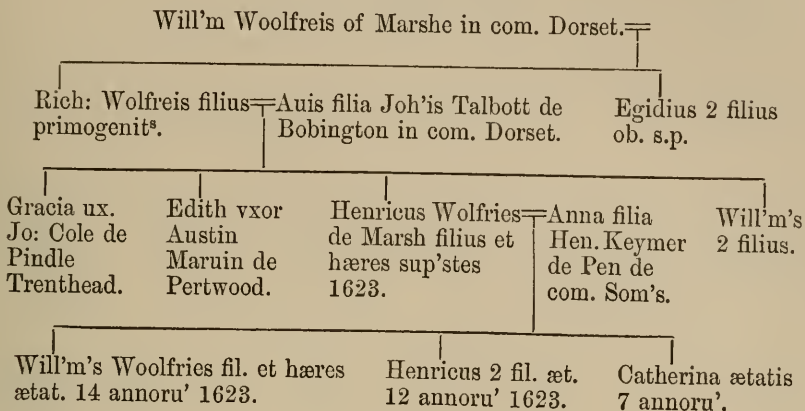 Will'm Woolfreis of Marshe in com. Dorset.
Rich: Wolfreis filius
primogenitˢ.
Auis filia Joh'is Talbott de
Bobington in com. Dorset.
Egidius 2 filius
ob. s.p.
Gracia ux.
Jo: Cole de
Pindle
Trenthead.
Edith vxor
Austin
Maruin de
Pertwood.
Henricus Wolfries
de Marsh filius et
hæres sup'stes
1623.
Anna filia
Hen. Keymer
de Pen de
com. Som's.
Will'm's
2 filius.
Will'm's Woolfries fil. et hæres
ætat. 14 annoru' 1623.
Henricus 2 fil. æt.
12 annoru' 1623.
Catherina ætatis
7 annoru'.